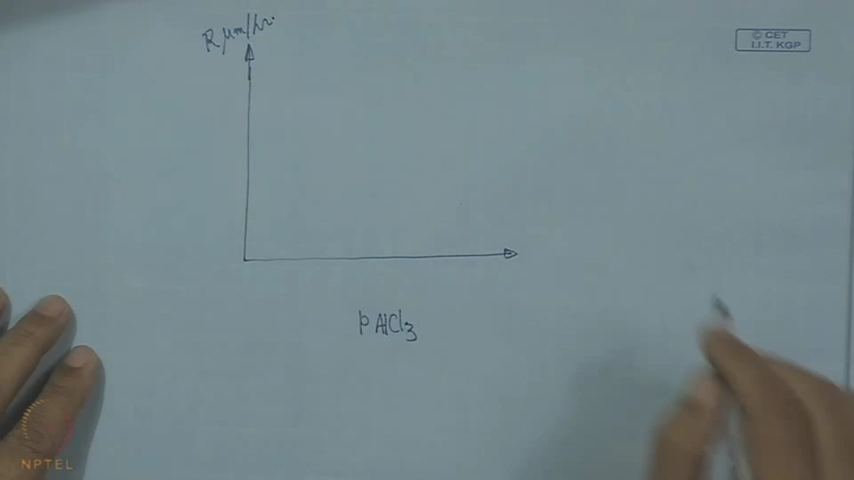 R μm/hr.
© CET
I.I.T. KGP
p AlCl3
NPTEL